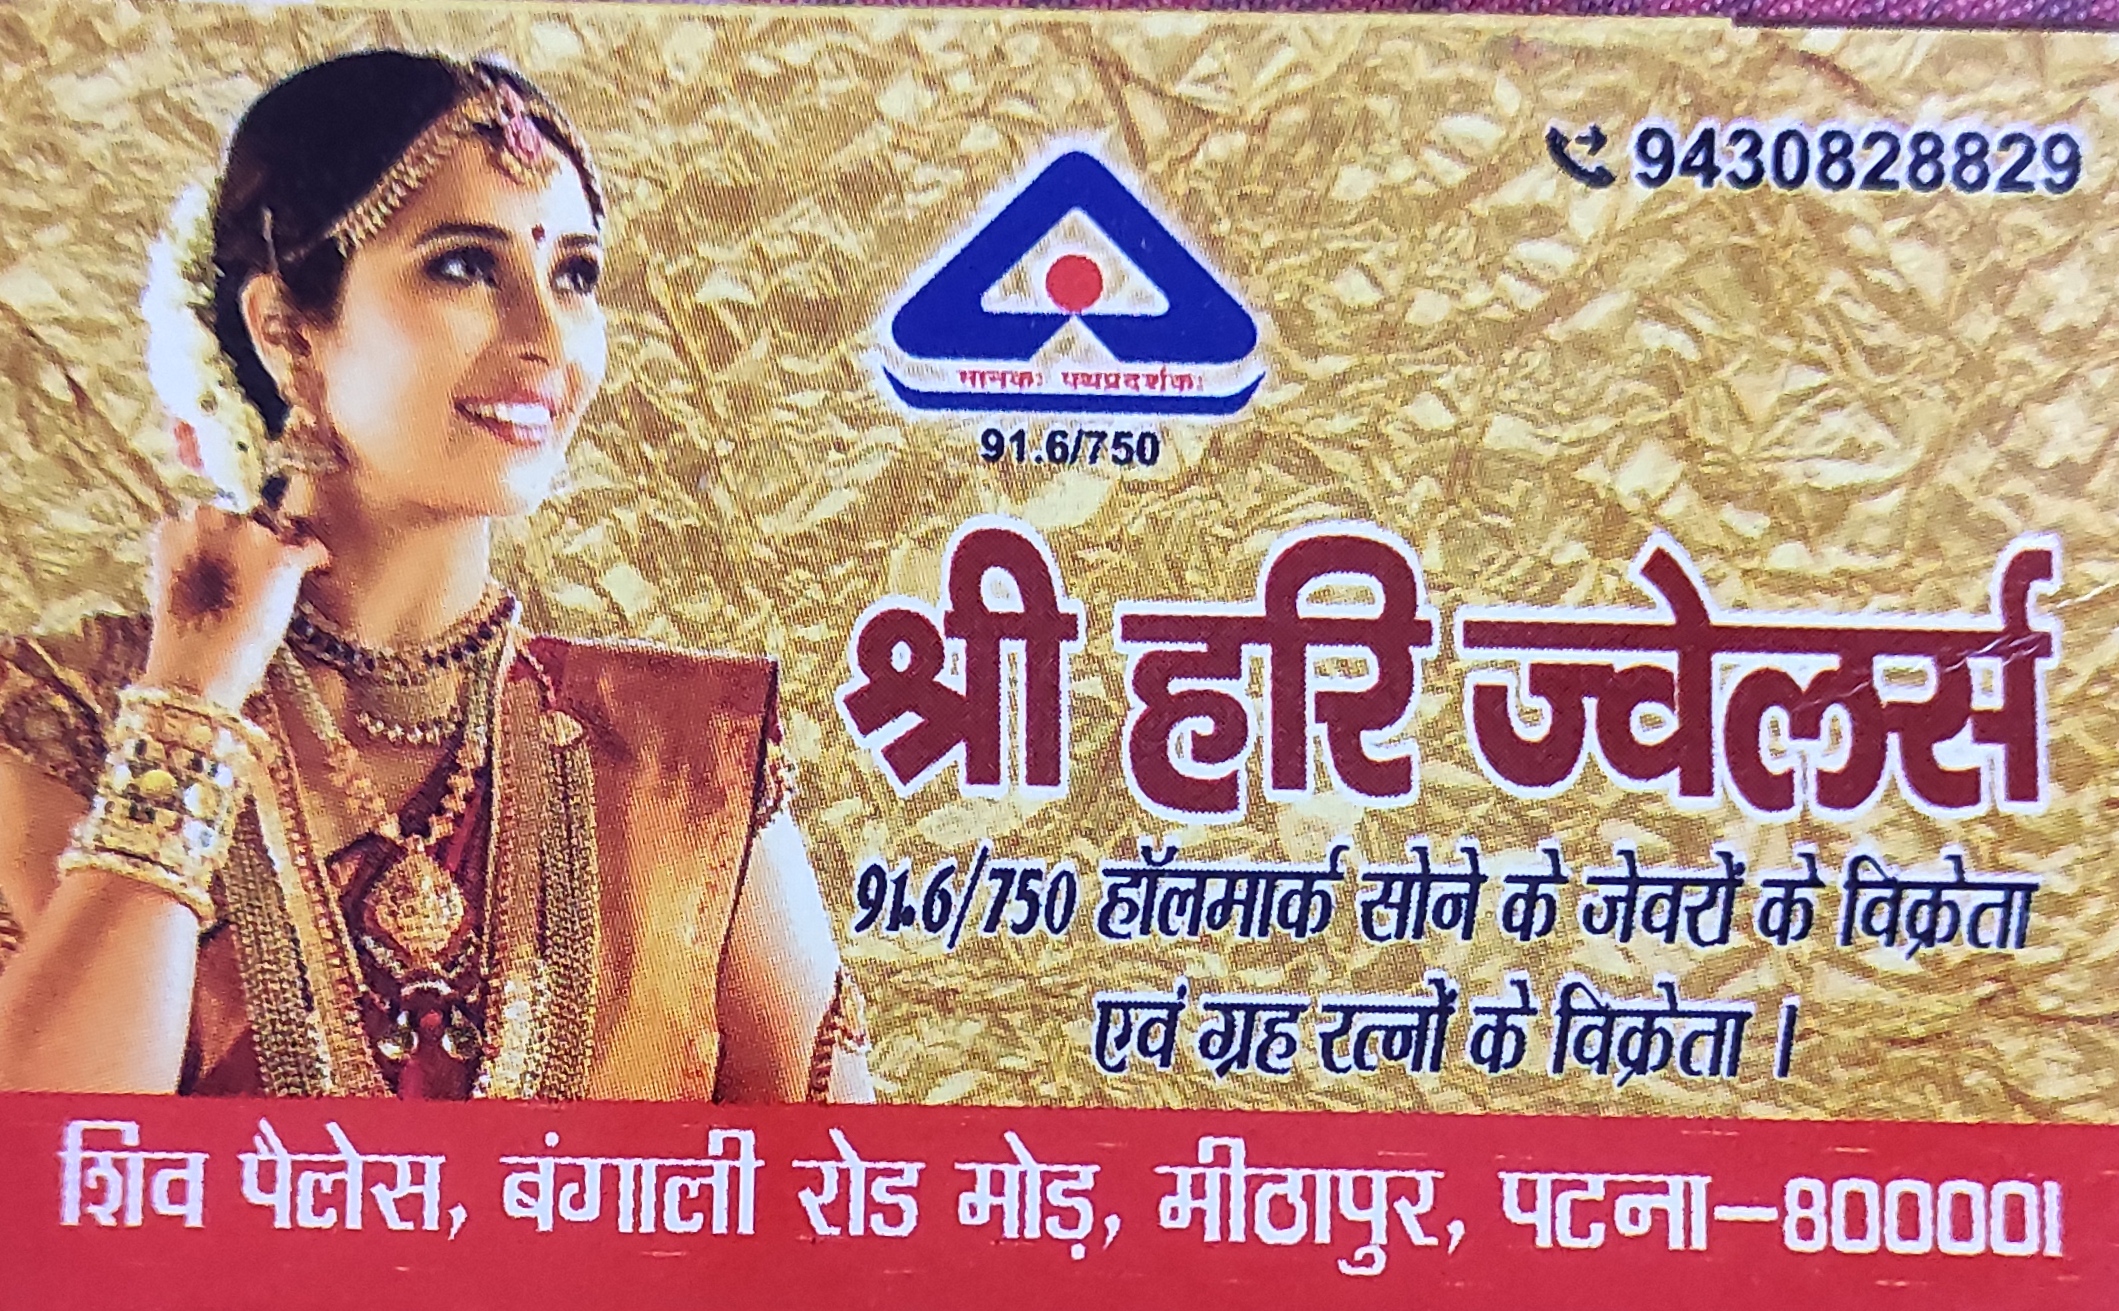 9430828829
मानकः पथप्रदर्शकः
91.6/750
श्री हरि ज्वेलर्स
91.6/750 हॉलमार्क सोने के जेवरों के विक्रेता
एवं ग्रह रत्नों के विक्रेता।
शिव पैलेस, बंगाली रोड मोड़, मीठापुर, पटना-800001